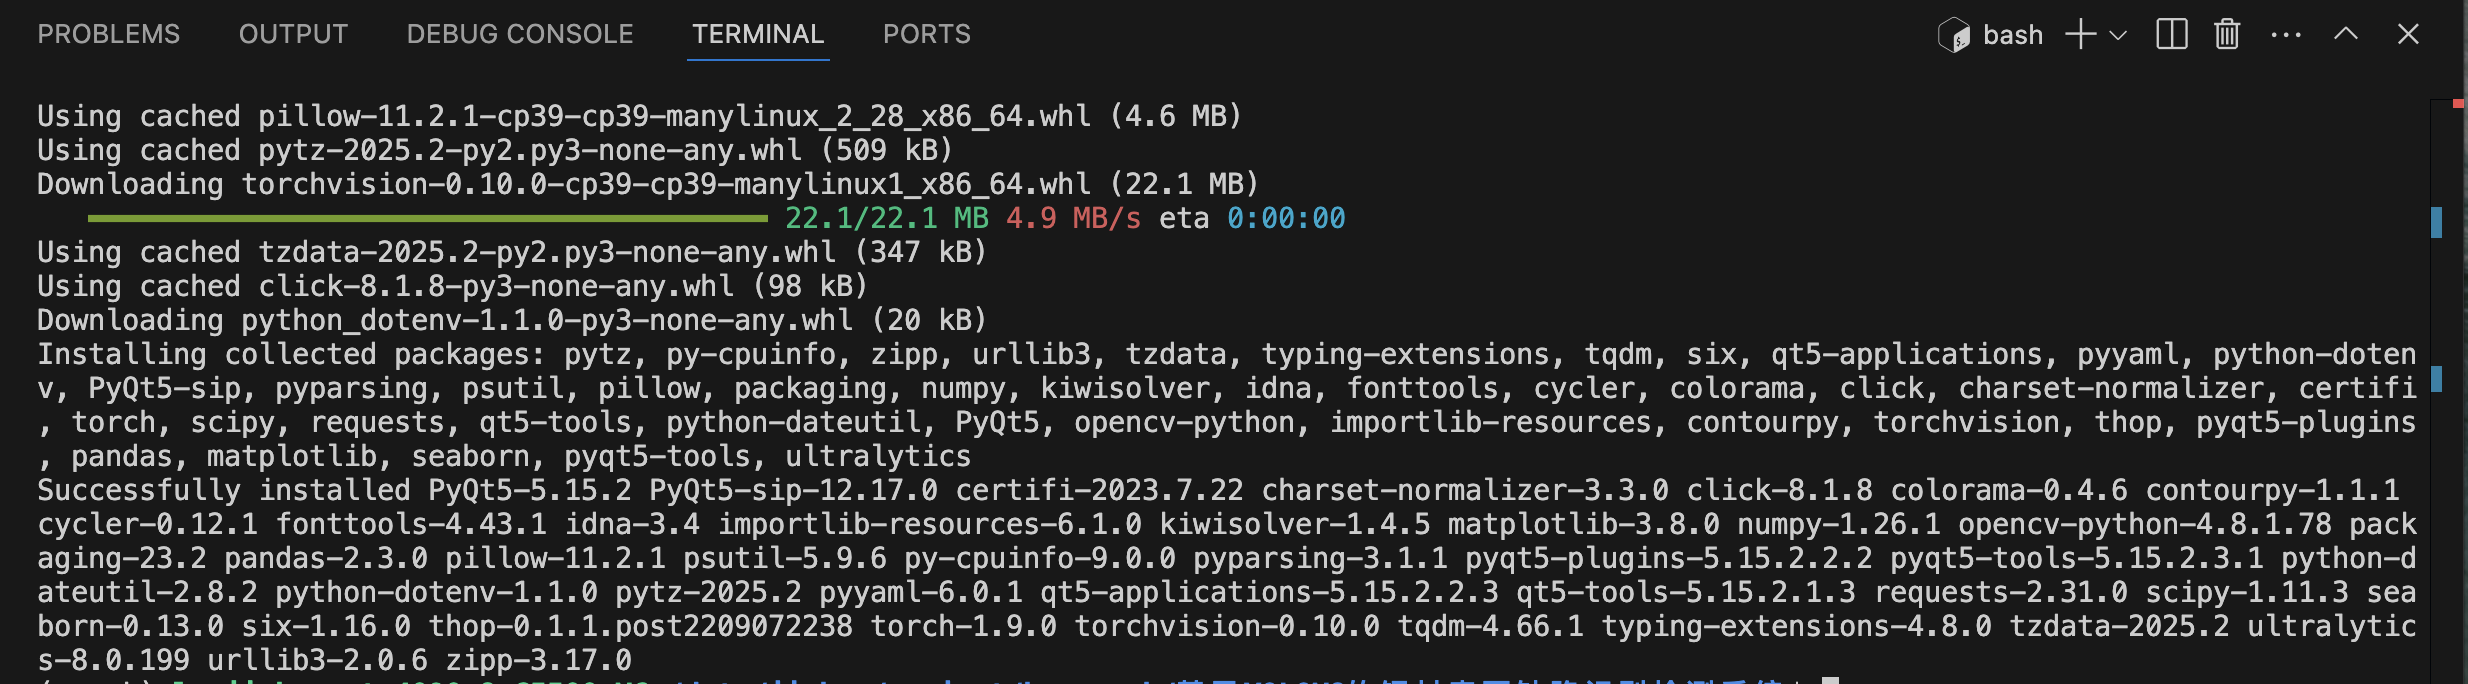 PROBLEMS OUTPUT DEBUG CONSOLE TERMINAL PORTS bash
Using cached pillow-11.2.1-cp39-cp39-manylinux_2_28_x86_64.whl (4.6 MB)
Using cached pytz-2025.2-py2.py3-none-any.whl (509 kB)
Downloading torchvision-0.10.0-cp39-cp39-manylinux1_x86_64.whl (22.1 MB)
22.1/22.1 MB 4.9 MB/s eta 0:00:00
Using cached tzdata-2025.2-py2.py3-none-any.whl (347 kB)
Using cached click-8.1.8-py3-none-any.whl (98 kB)
Downloading python_dotenv-1.1.0-py3-none-any.whl (20 kB)
Installing collected packages: pytz, py-cpuinfo, zipp, urllib3, tzdata, typing-extensions, tqdm, six, qt5-applications, pyyaml, python-doten
v, PyQt5-sip, pyparsing, psutil, pillow, packaging, numpy, kiwisolver, idna, fonttools, cycler, colorama, click, charset-normalizer, certifi
, torch, scipy, requests, qt5-tools, python-dateutil, PyQt5, opencv-python, importlib-resources, contourpy, torchvision, thop, pyqt5-plugins
, pandas, matplotlib, seaborn, pyqt5-tools, ultralytics
Successfully installed PyQt5-5.15.2 PyQt5-sip-12.17.0 certifi-2023.7.22 charset-normalizer-3.3.0 click-8.1.8 colorama-0.4.6 contourpy-1.1.1
cycler-0.12.1 fonttools-4.43.1 idna-3.4 importlib-resources-6.1.0 kiwisolver-1.4.5 matplotlib-3.8.0 numpy-1.26.1 opencv-python-4.8.1.78 pack
aging-23.2 pandas-2.3.0 pillow-11.2.1 psutil-5.9.6 py-cpuinfo-9.0.0 pyparsing-3.1.1 pyqt5-plugins-5.15.2.2.2 pyqt5-tools-5.15.2.3.1 python-d
ateutil-2.8.2 python-dotenv-1.1.0 pytz-2025.2 pyyaml-6.0.1 qt5-applications-5.15.2.2.3 qt5-tools-5.15.2.1.3 requests-2.31.0 scipy-1.11.3 sea
born-0.13.0 six-1.16.0 thop-0.1.1.post2209072238 torch-1.9.0 torchvision-0.10.0 tqdm-4.66.1 typing-extensions-4.8.0 tzdata-2025.2 ultralytic
s-8.0.199 urllib3-2.0.6 zipp-3.17.0